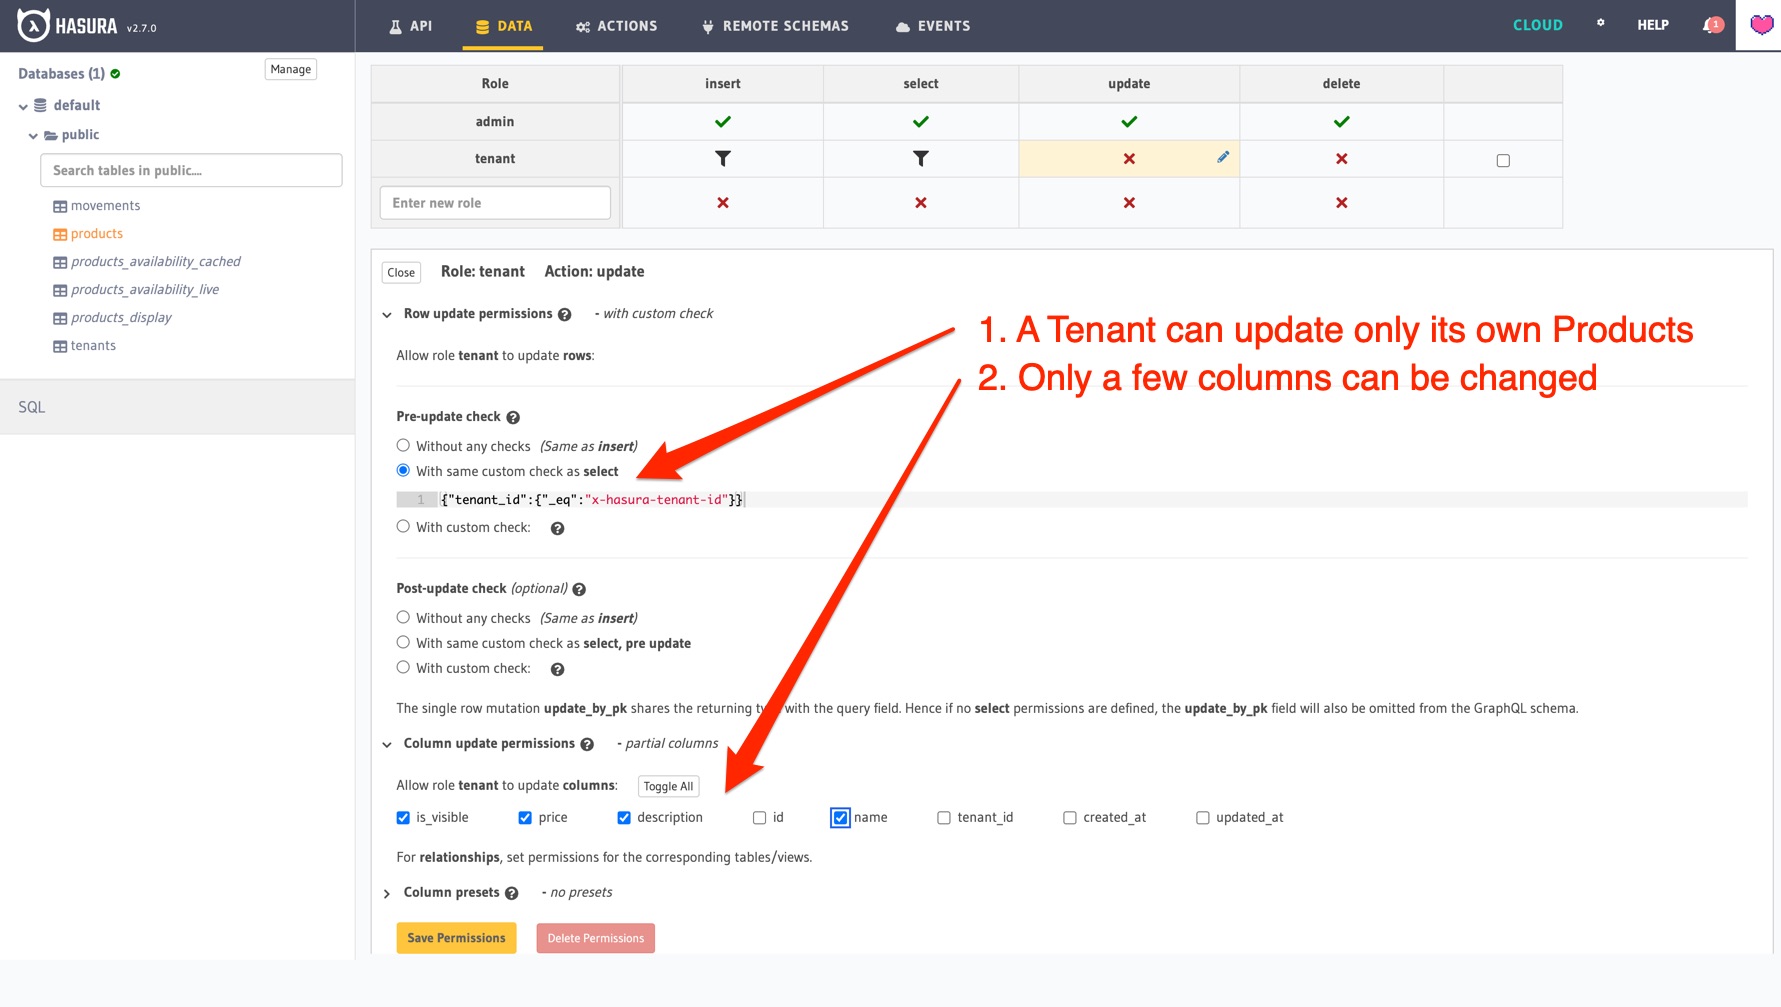 HASURA v2.7.0
API DATA ACTIONS REMOTE SCHEMAS EVENTS
CLOUD HELP 1
Databases (1) Manage
default
public
Search tables in public....
movements
products
products_availability_cached
products_availability_live
products_display
tenants
SQL
Role insert select update delete
admin
tenant
Enter new role
Close Role: tenant Action: update
Row update permissions ? - with custom check
1. A Tenant can update only its own Products
Allow role tenant to update rows:
2. Only a few columns can be changed
Pre-update check ?
Without any checks (Same as insert)
With same custom check as select
1 {"tenant_id":{"_eq":"x-hasura-tenant-id"}}
With custom check: ?
Post-update check (optional) ?
Without any checks (Same as insert)
With same custom check as select, pre update
With custom check: ?
The single row mutation update_by_pk shares the returning with the query field. Hence if no select permissions are defined, the update_by_pk field will also be omitted from the GraphQL schema.
Column update permissions ? - partial columns
Allow role tenant to update columns: Toggle All
is_visible price description id name tenant_id created_at updated_at
For relationships, set permissions for the corresponding tables/views.
Column presets ? - no presets
Save Permissions Delete Permissions